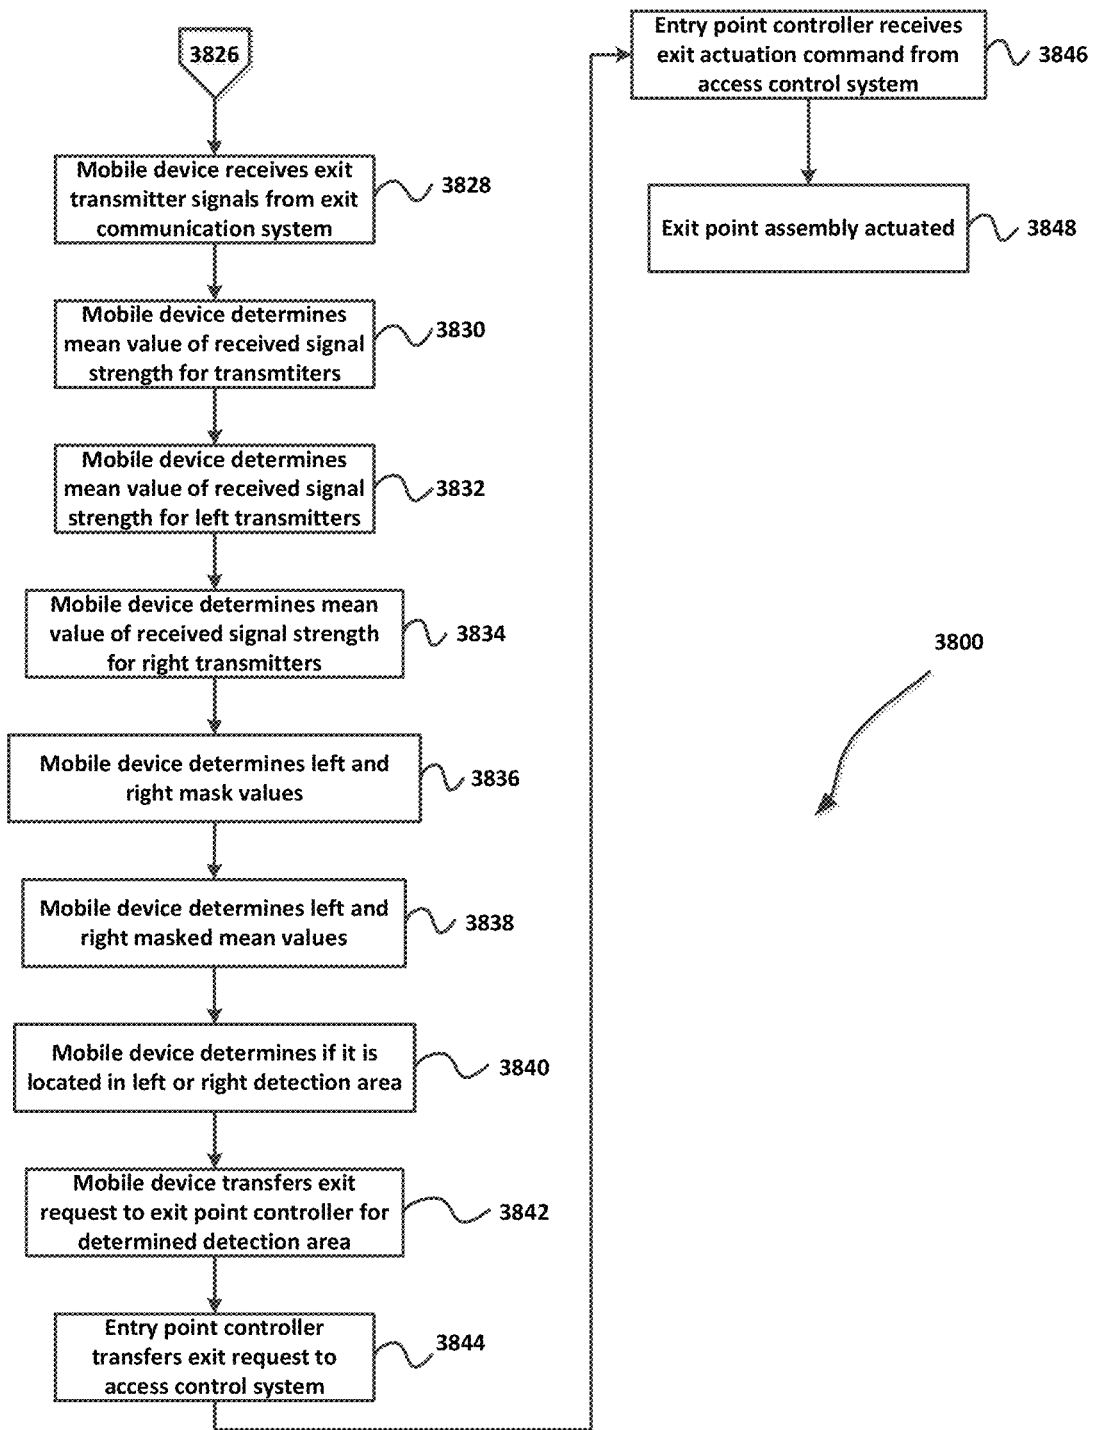 3826
Mobile device receives exit
transmitter signals from exit
communication system
3828
Mobile device determines
mean value of received signal
strength for transmtiters
3830
Mobile device determines
mean value of received signal
strength for left transmitters
3832
Mobile device determines mean
value of received signal strength
for right transmitters
3834
Mobile device determines left and
right mask values
3836
Mobile device determines left and
right masked mean values
3838
Mobile device determines if it is
located in left or right detection area
3840
Mobile device transfers exit
request to exit point controller for
determined detection area
3842
Entry point controller
transfers exit request to
access control system
3844
Entry point controller receives
exit actuation command from
access control system
3846
Exit point assembly actuated
3848
3800